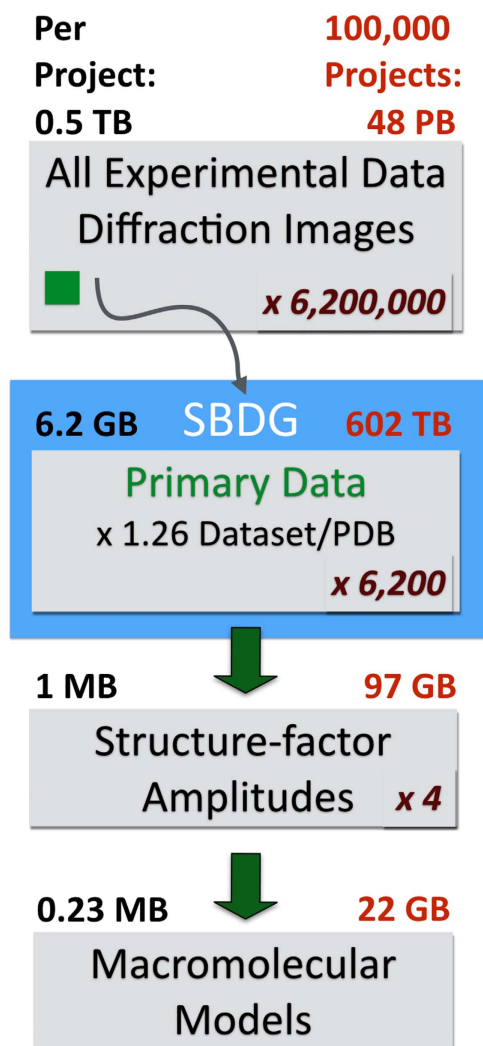 Per 100,000
Project: Projects:
0.5 TB 48 PB
All Experimental Data
Diffraction Images
x 6,200,000
6.2 GB SBDG 602 TB
Primary Data
x 1.26 Dataset/PDB
x 6,200
1 MB 97 GB
Structure-factor
Amplitudes x 4
0.23 MB 22 GB
Macromolecular
Models